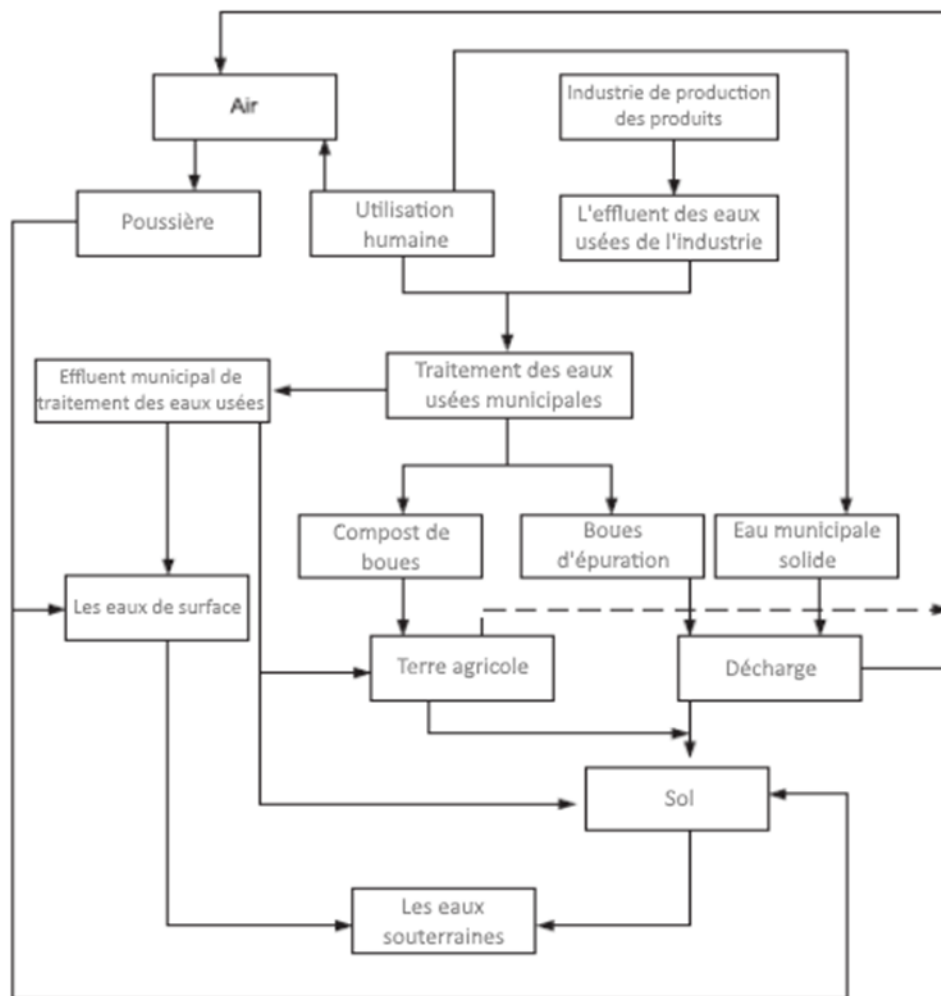 Air
Industrie de production
des produits
Poussière
Utilisation
humaine
L'effluent des eaux
usées de l'industrie
Effluent municipal de
traitement des eaux usées
Traitement des eaux
usées municipales
Compost de
boues
Boues
d'épuration
Eau municipale
solide
Les eaux de surface
Terre agricole
Décharge
Sol
Les eaux
souterraines